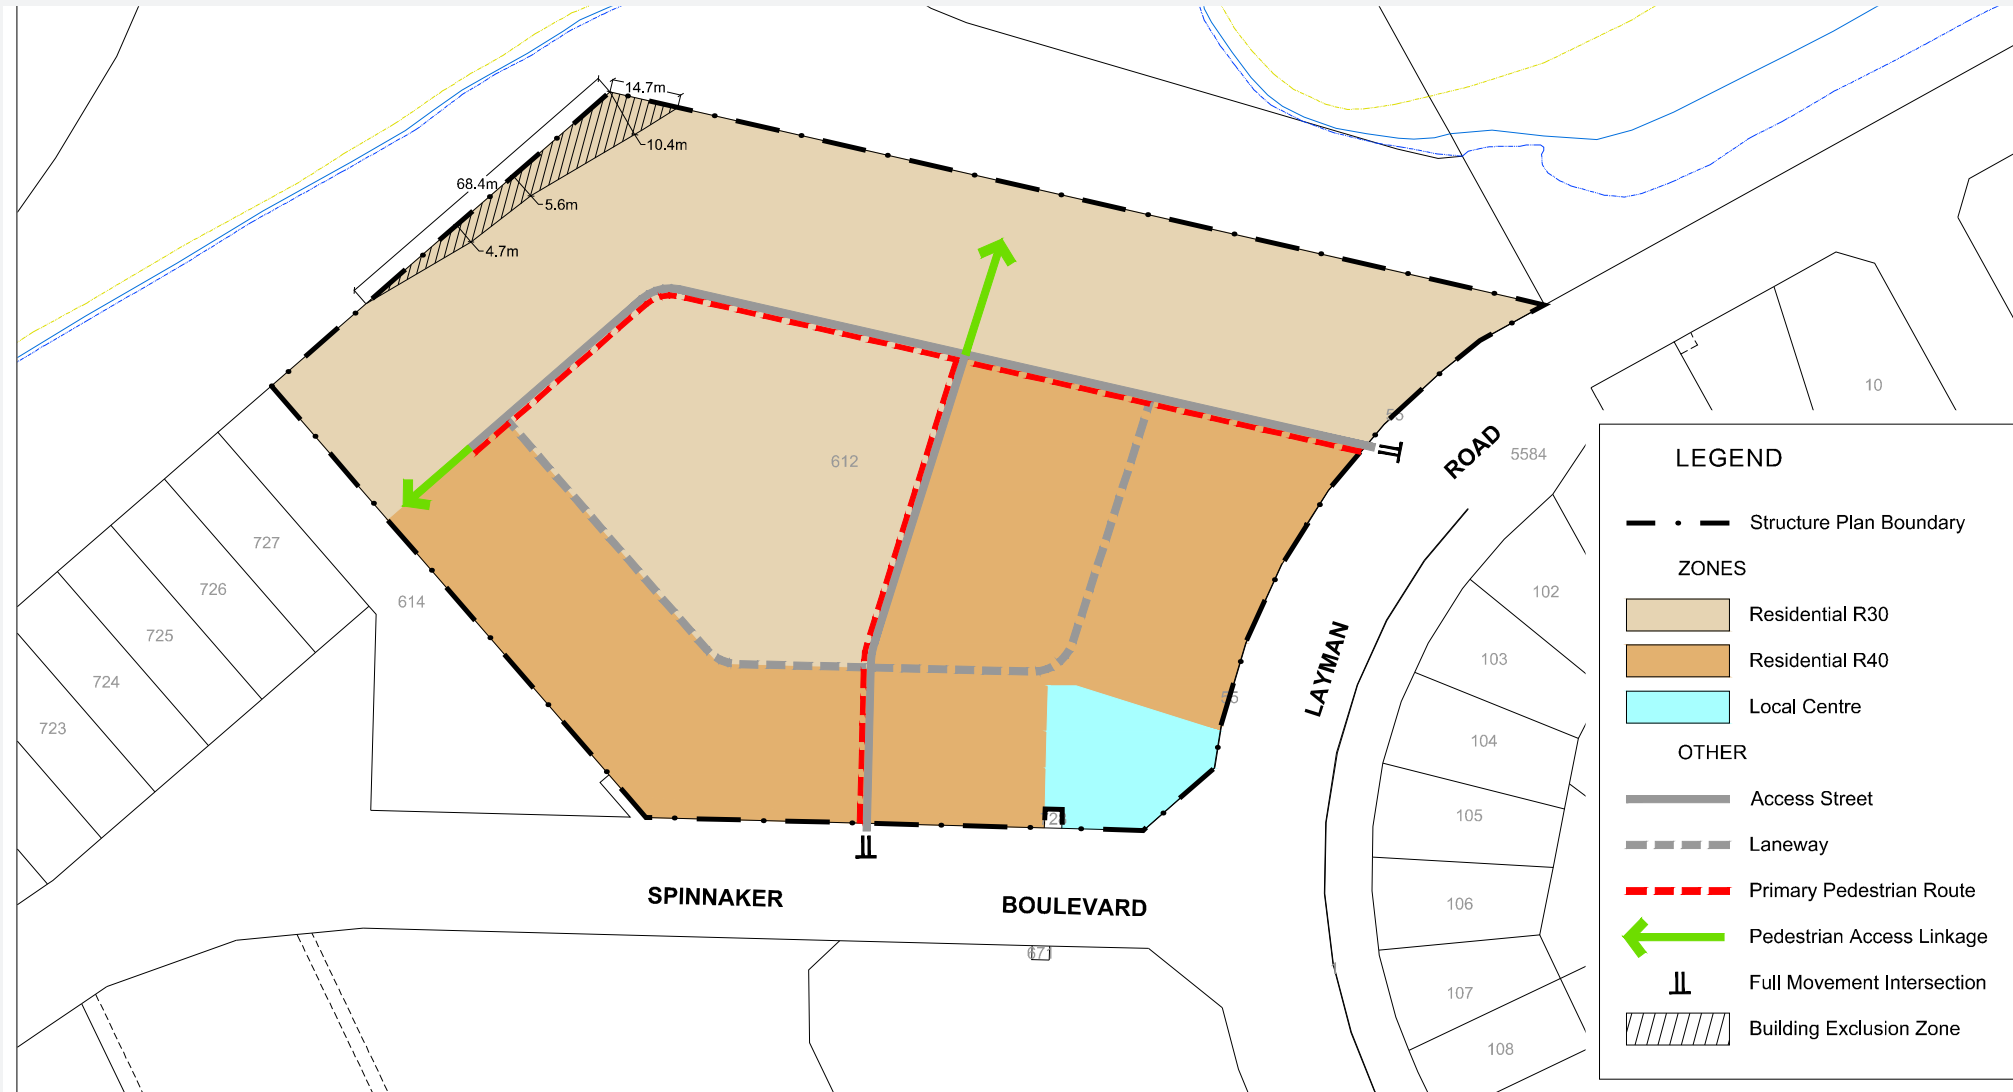 14.7m
10.4m
68.4m
5.6m
4.7m
10
612
ROAD
5584
727
726
614
725
724
723
102
LAYMAN
103
104
105
106
107
108
SPINNAKER BOULEVARD
671
LEGEND
Structure Plan Boundary
ZONES
Residential R30
Residential R40
Local Centre
OTHER
Access Street
Laneway
Primary Pedestrian Route
Pedestrian Access Linkage
Full Movement Intersection
Building Exclusion Zone